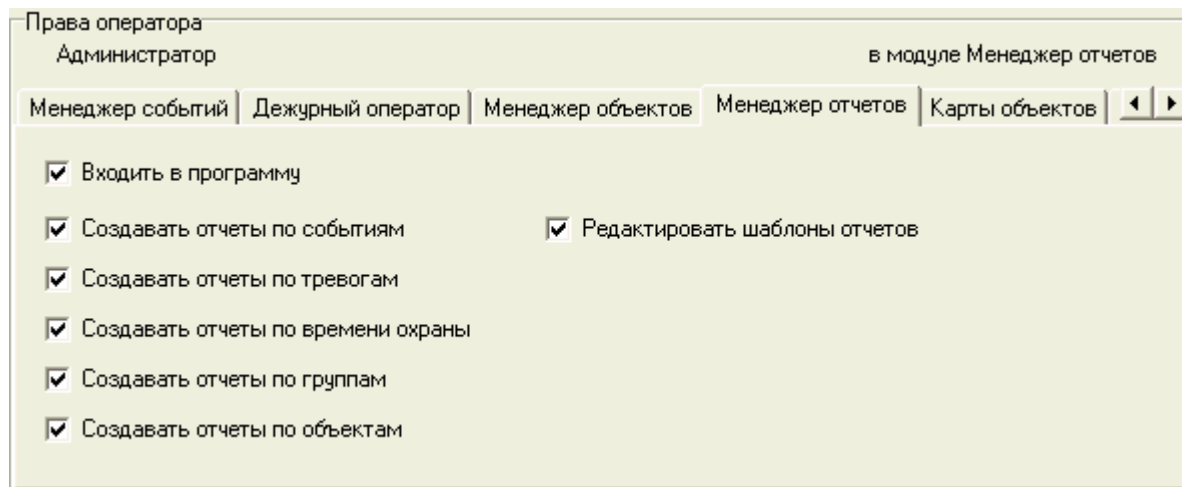 Права оператора
Администратор в модуле Менеджер отчетов
Менеджер событий Дежурный оператор Менеджер объектов Менеджер отчетов Карты объектов
Входить в программу
Создавать отчеты по событиям Редактировать шаблоны отчетов
Создавать отчеты по тревогам
Создавать отчеты по времени охраны
Создавать отчеты по группам
Создавать отчеты по объектам